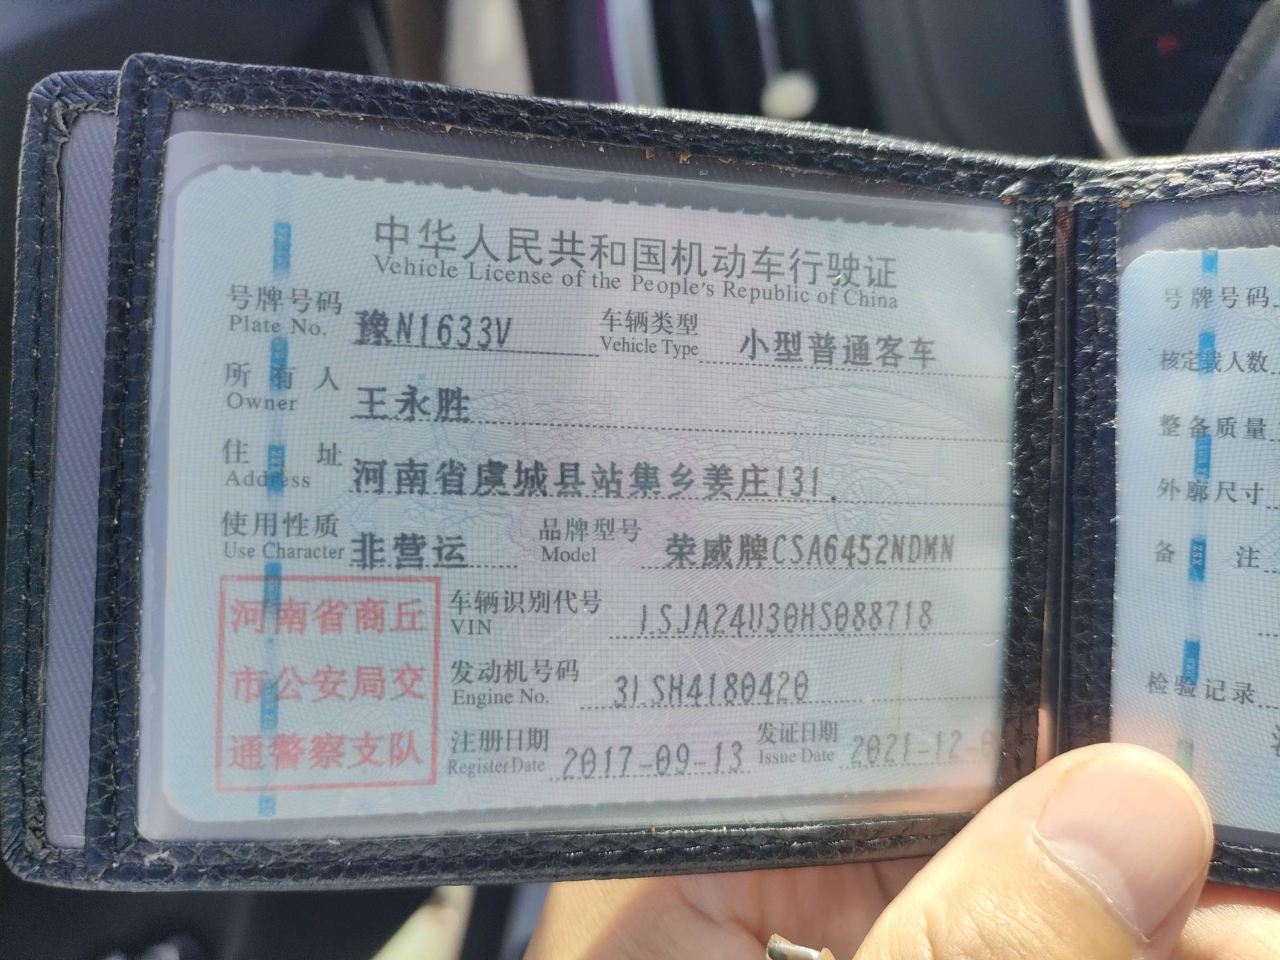 中华人民共和国机动车行驶证
Vehicle License of the People's Republic of China
号牌号码 豫N1633V 车辆类型 小型普通客车
Plate No. Vehicle Type
所有人 王永胜
Owner
住址 河南省虞城县站集乡姜庄131.
Address
使用性质 非营运 品牌型号 荣威牌CSA6452NDMN
Use Character Model
车辆识别代号 LSJA24U30HS088718
VIN
发动机号码 31SH4180420
Engine No.
注册日期 2017-09-13 发证日期 2021-12-
Register Date Issue Date
河南省商丘
市公安局交
通警察支队
号牌号码
核定载人数
整备质量
外廓尺寸
备注
检验记录